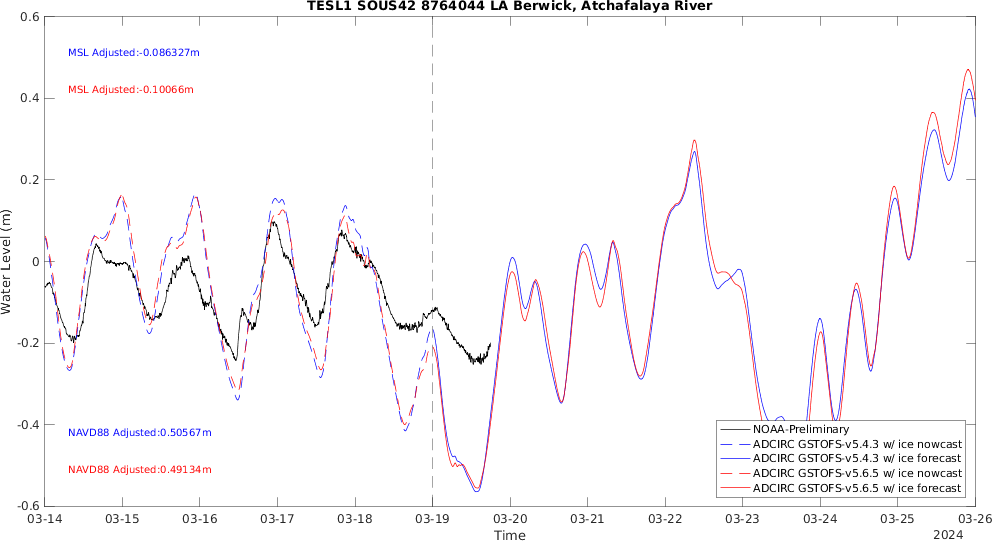 TESL1 SOUS42 8764044 LA Berwick, Atchafalaya River
0.6
0.4
0.2
0
-0.2
-0.4
-0.6
Water Level (m)
MSL Adjusted:-0.086327m
MSL Adjusted:-0.10066m
NAVD88 Adjusted:0.50567m
NAVD88 Adjusted:0.49134m
NOAA-Preliminary
ADCIRC GSTOFS-v5.4.3 w/ ice nowcast
ADCIRC GSTOFS-v5.4.3 w/ ice forecast
ADCIRC GSTOFS-v5.6.5 w/ ice nowcast
ADCIRC GSTOFS-v5.6.5 w/ ice forecast
03-14 03-15 03-16 03-17 03-18 03-19 03-20 03-21 03-22 03-23 03-24 03-25 03-26
Time
2024